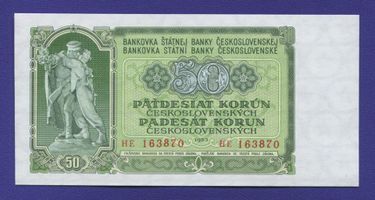 BANKOVKA ŠTÁTNEJ BANKY ČESKOSLOVENSKEJ
BANKOVKA STÁTNÍ BANKY ČESKOSLOVENSKÉ
50
PÄTDESIAT KORÚN
ČESKOSLOVENSKÝCH
PADESÁT KORUN
ČESKOSLOVENSKÝCH
1953
HE 163870 HE 163870
50